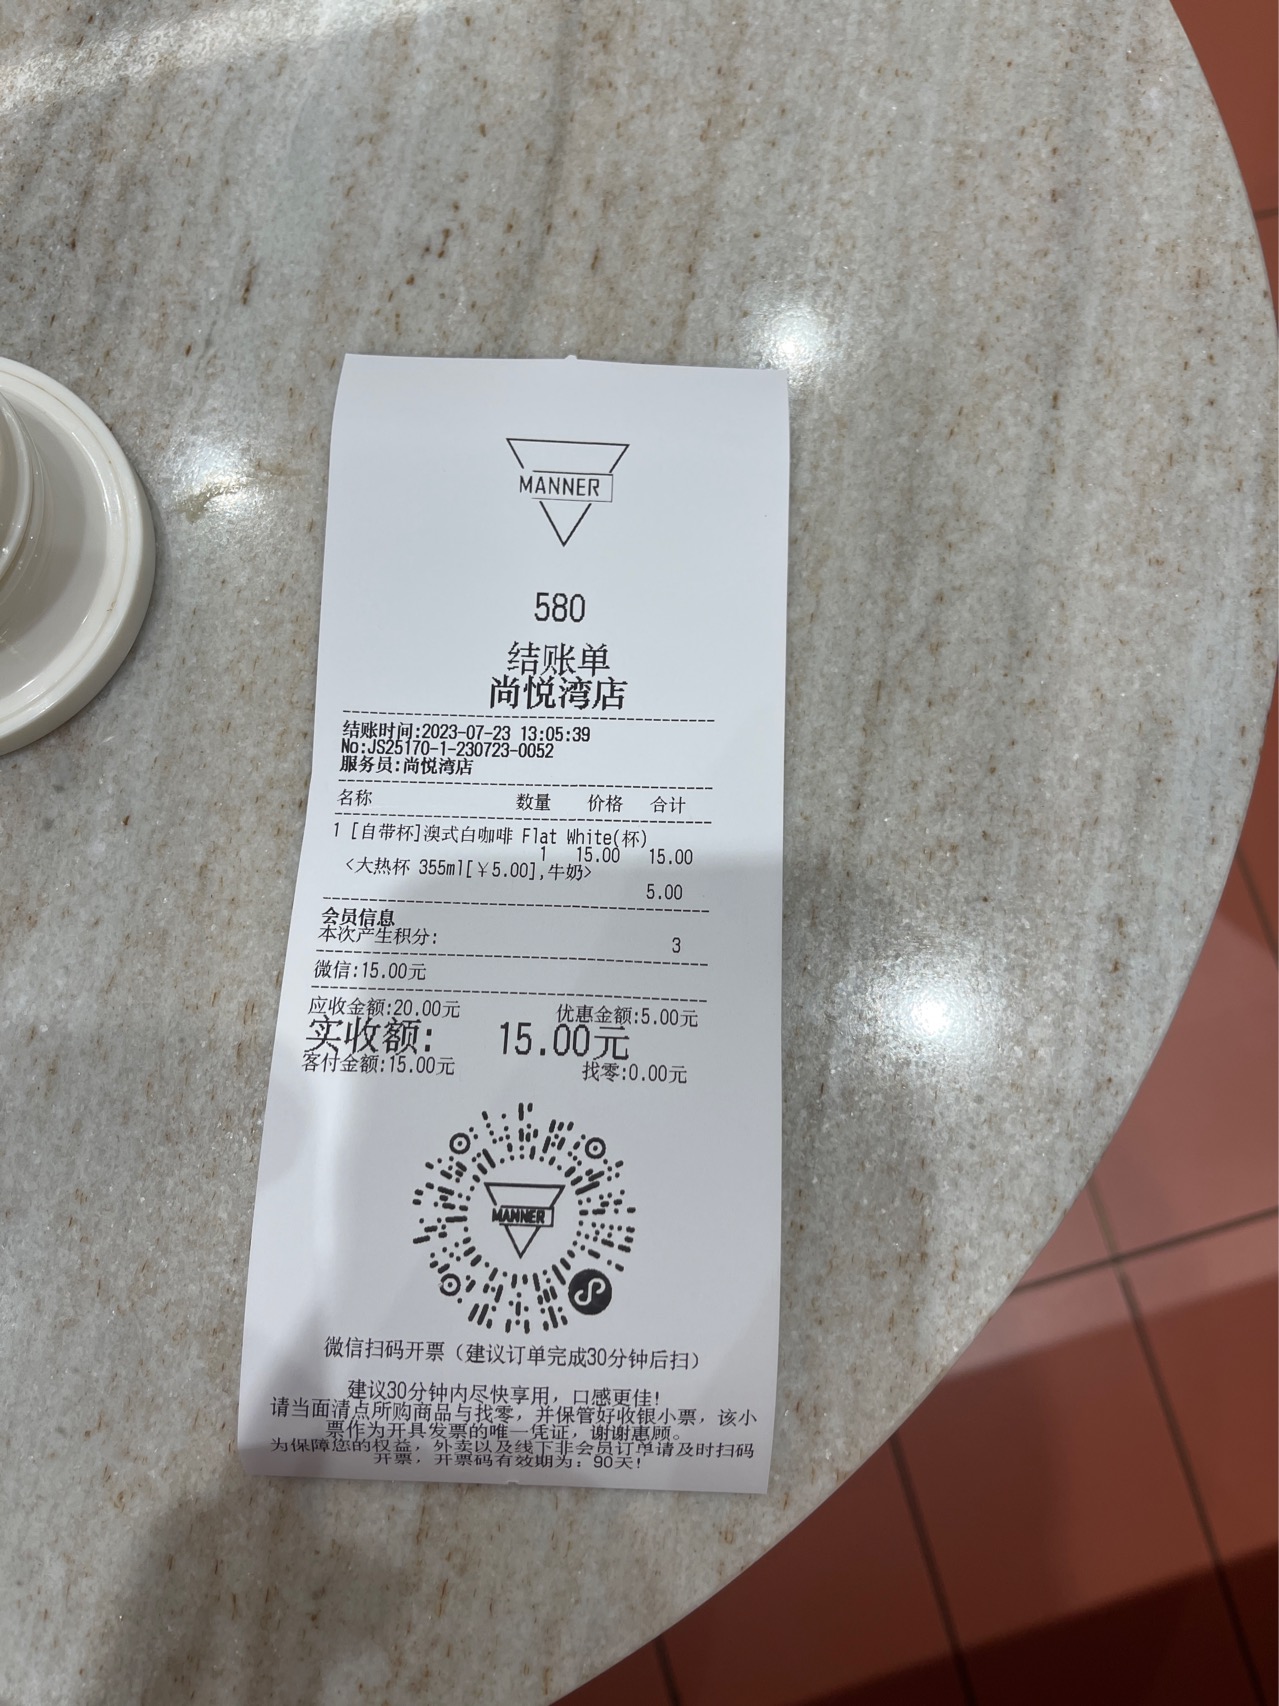 MANNER
580
结账单
尚悦湾店
结账时间:2023-07-23 13:05:39
No:JS25170-1-230723-0052
服务员:尚悦湾店
名称 数量 价格 合计
1 [自带杯]澳式白咖啡 Flat White(杯)
1 15.00 15.00
<大热杯 355ml[￥5.00],牛奶>
5.00
会员信息
本次产生积分: 3
微信:15.00元
应收金额:20.00元 优惠金额:5.00元
实收额: 15.00元
客付金额:15.00元 找零:0.00元
MANNER
微信扫码开票（建议订单完成30分钟后扫）
建议30分钟内尽快享用，口感更佳!
请当面清点所购商品与找零，并保管好收银小票，该小
票作为开具发票的唯一凭证，谢谢惠顾。
为保障您的权益，外卖以及线下非会员订单请及时扫码
开票，开票码有效期为：90天!